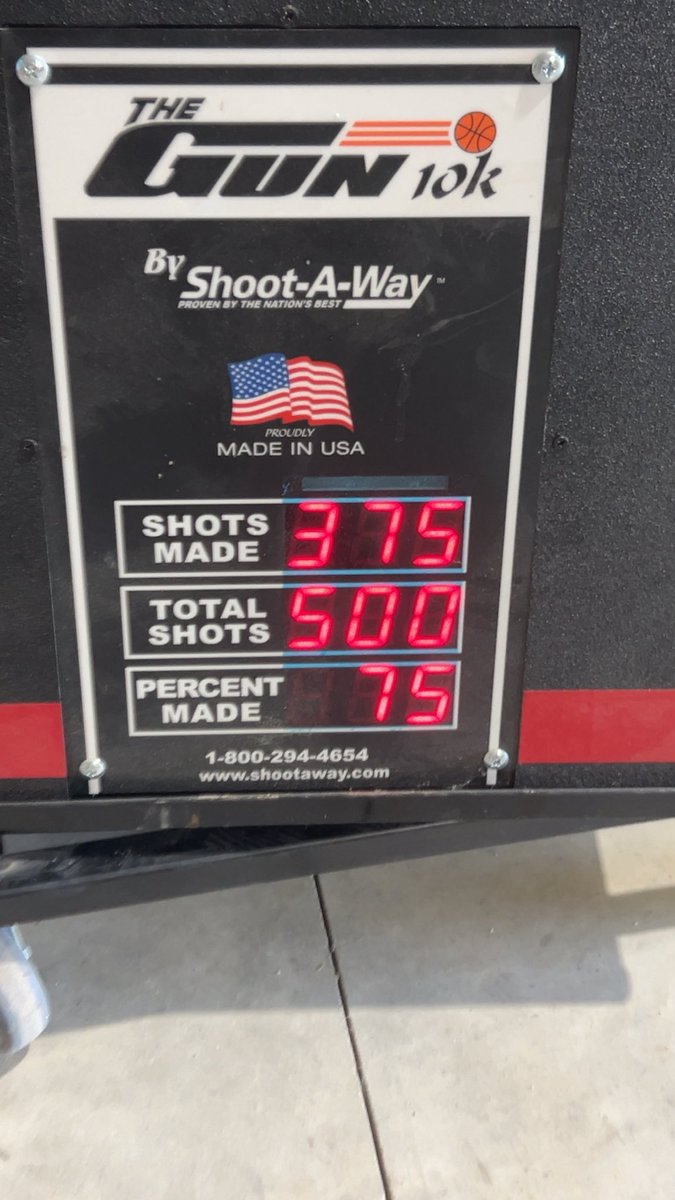 THE
GUN 10k
By
Shoot-A-Way™
PROVEN BY THE NATION'S BEST
PROUDLY
MADE IN USA
SHOTS
MADE
375
TOTAL
SHOTS
500
PERCENT
MADE
75
1-800-294-4654
www.shootaway.com